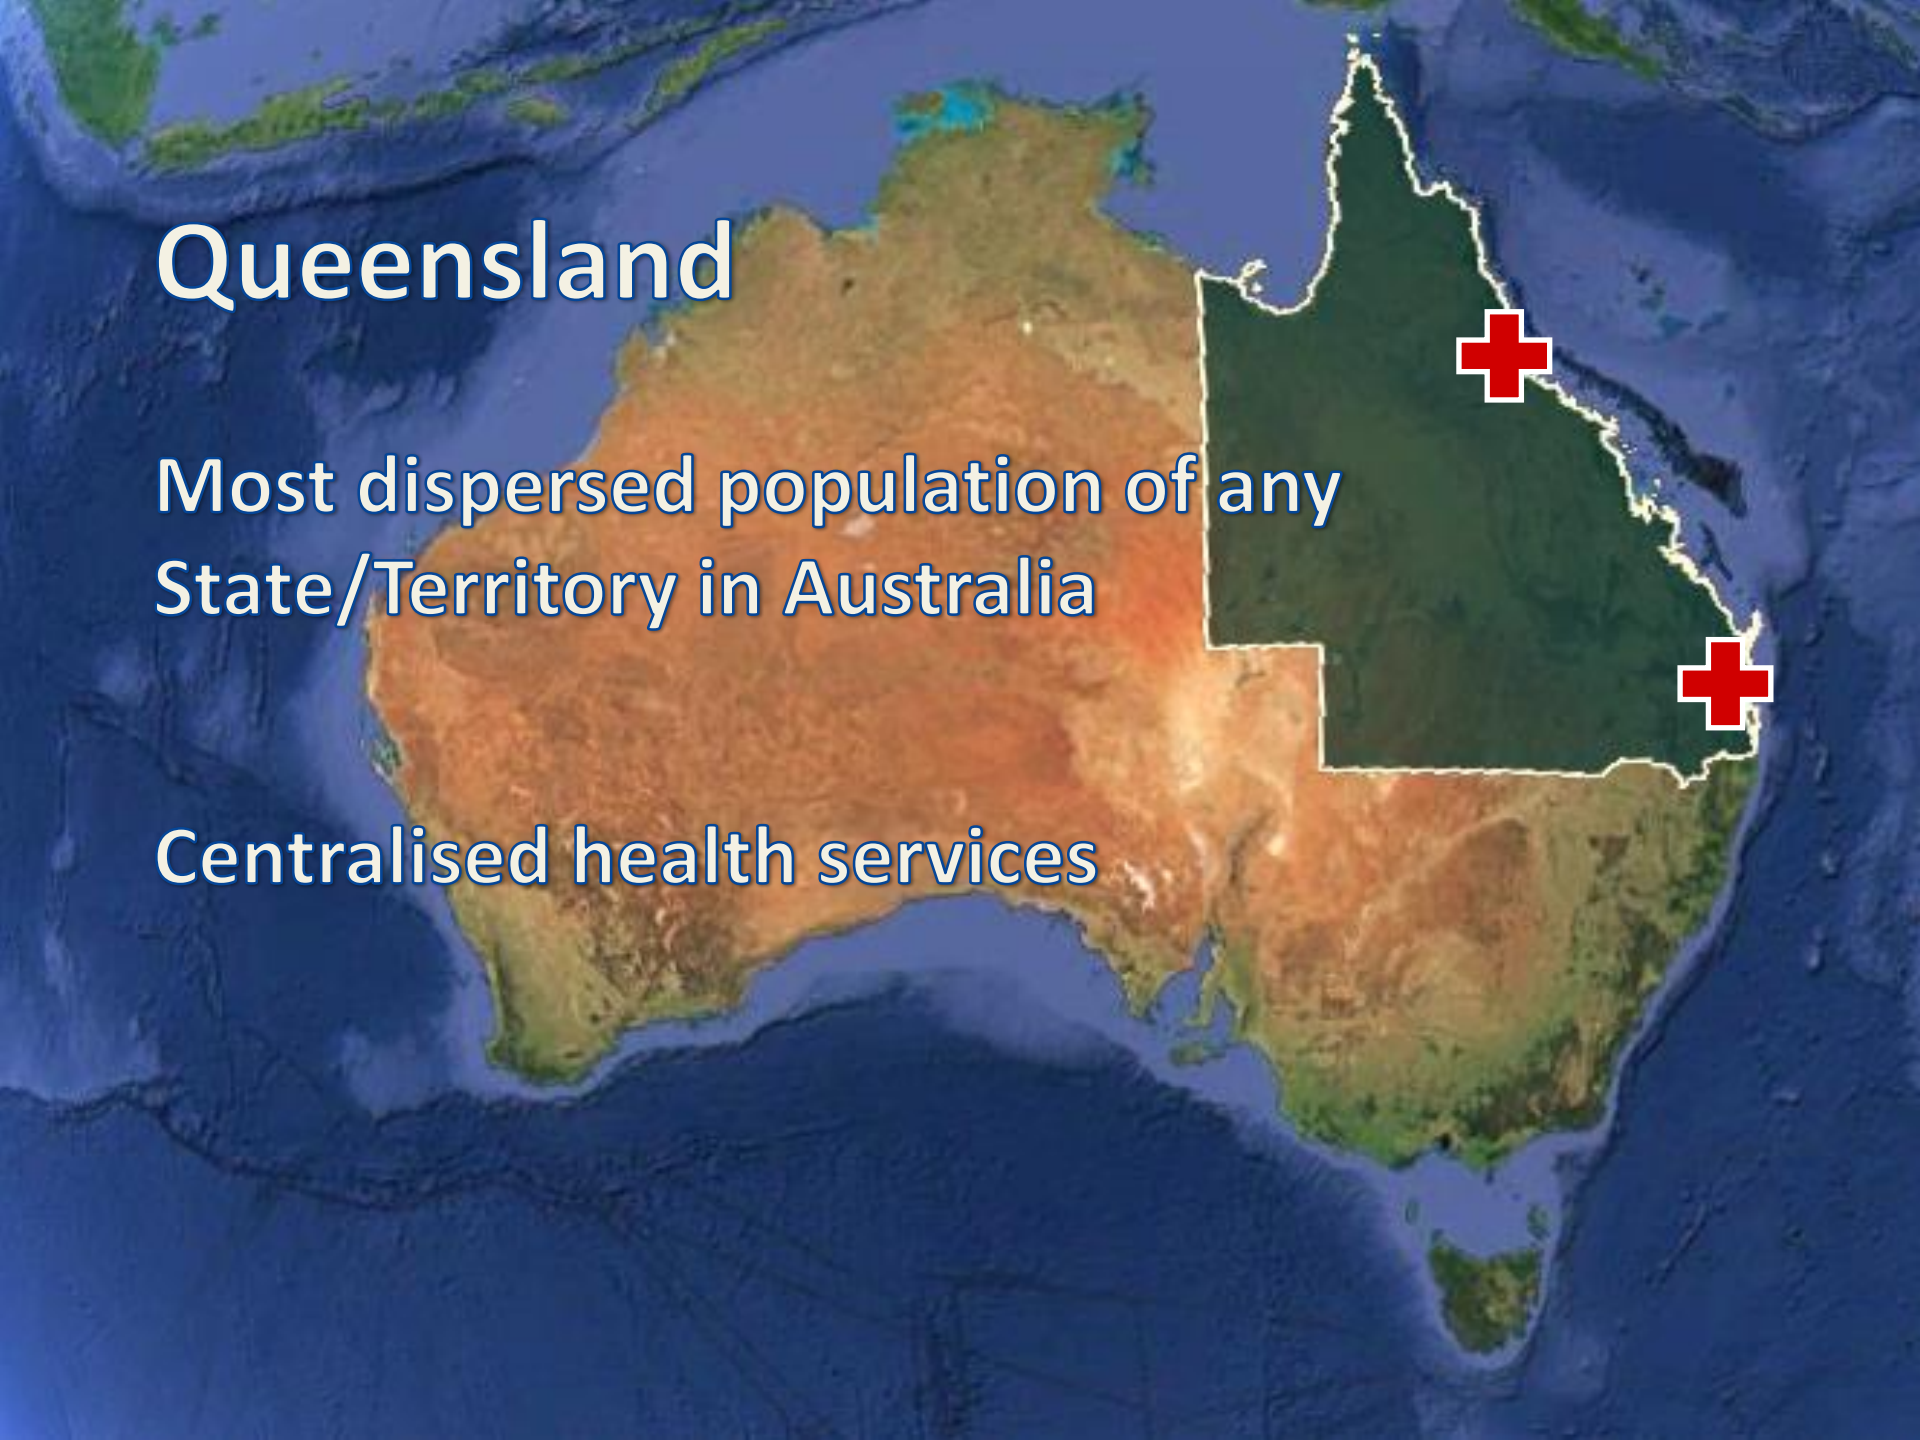 Queensland
Most dispersed population of any
State/Territory in Australia
Centralised health services